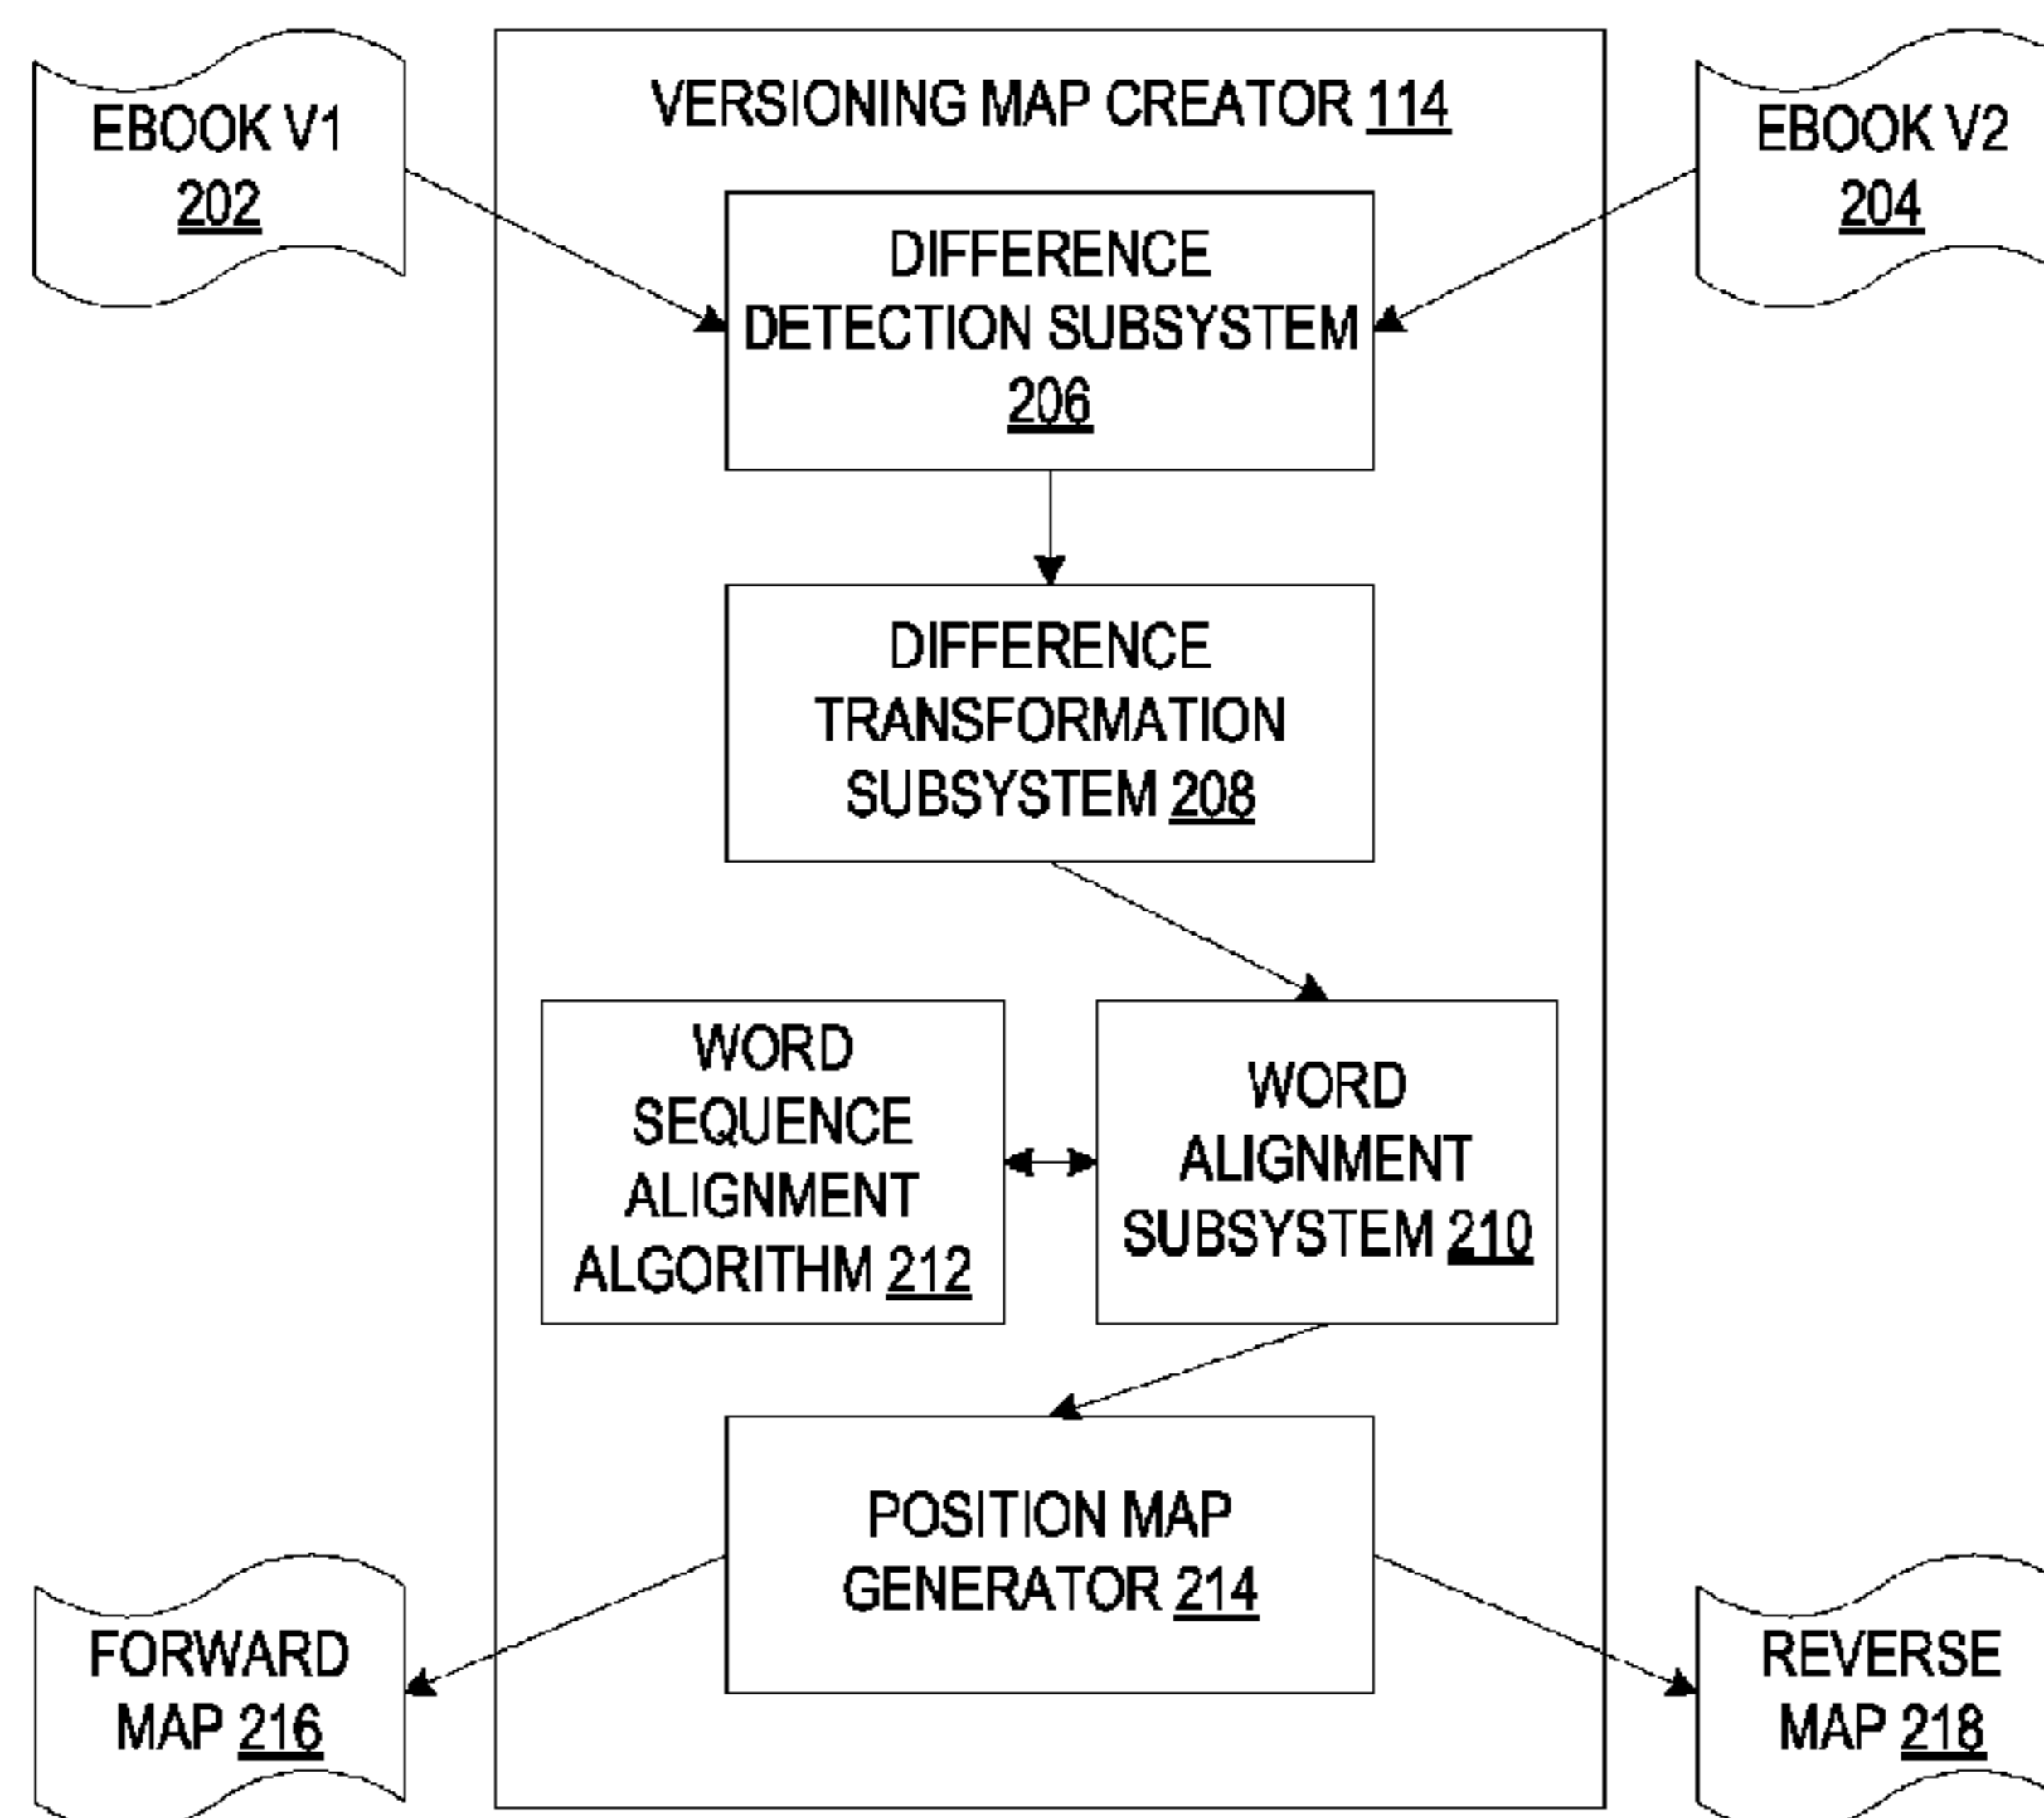 EBOOK V1
202
VERSIONING MAP CREATOR 114
EBOOK V2
204
DIFFERENCE
DETECTION SUBSYSTEM
206
DIFFERENCE
TRANSFORMATION
SUBSYSTEM 208
WORD
SEQUENCE
ALIGNMENT
ALGORITHM 212
WORD
ALIGNMENT
SUBSYSTEM 210
POSITION MAP
GENERATOR 214
FORWARD
MAP 216
REVERSE
MAP 218